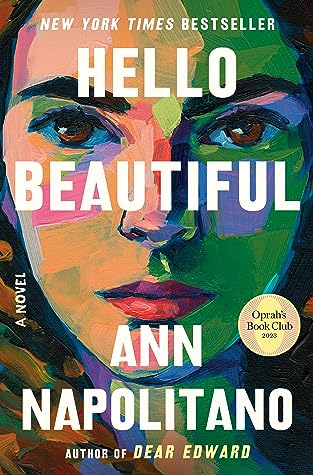 NEW YORK TIMES BESTSELLER
HELLO
BEAUTIFUL
A NOVEL
Oprah's
Book Club
2023
ANN
NAPOLITANO
AUTHOR OF DEAR EDWARD